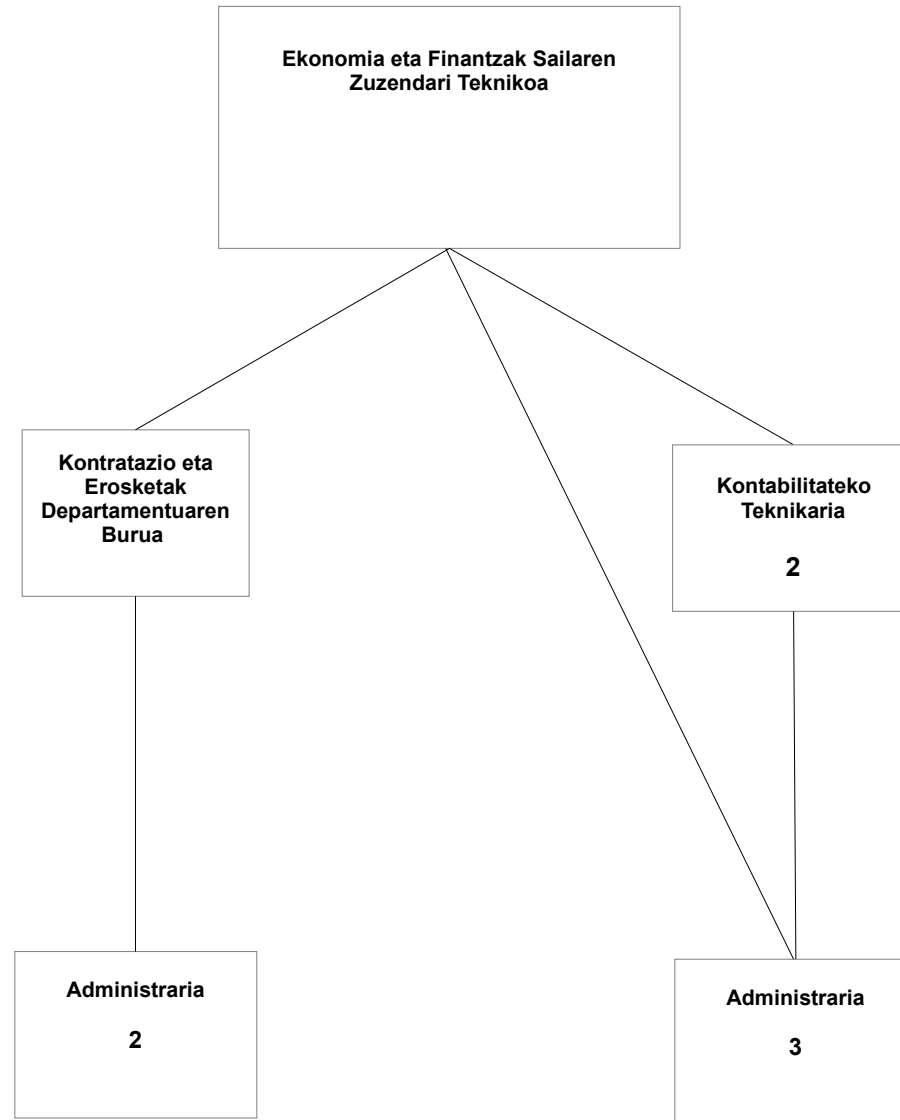 Ekonomia eta Finantzak Sailaren
Zuzendari Teknikoa
Kontratazio eta
Erosketak
Departamentuaren
Burua
Kontabilitateko
Teknikaria
2
Administraria
2
Administraria
3